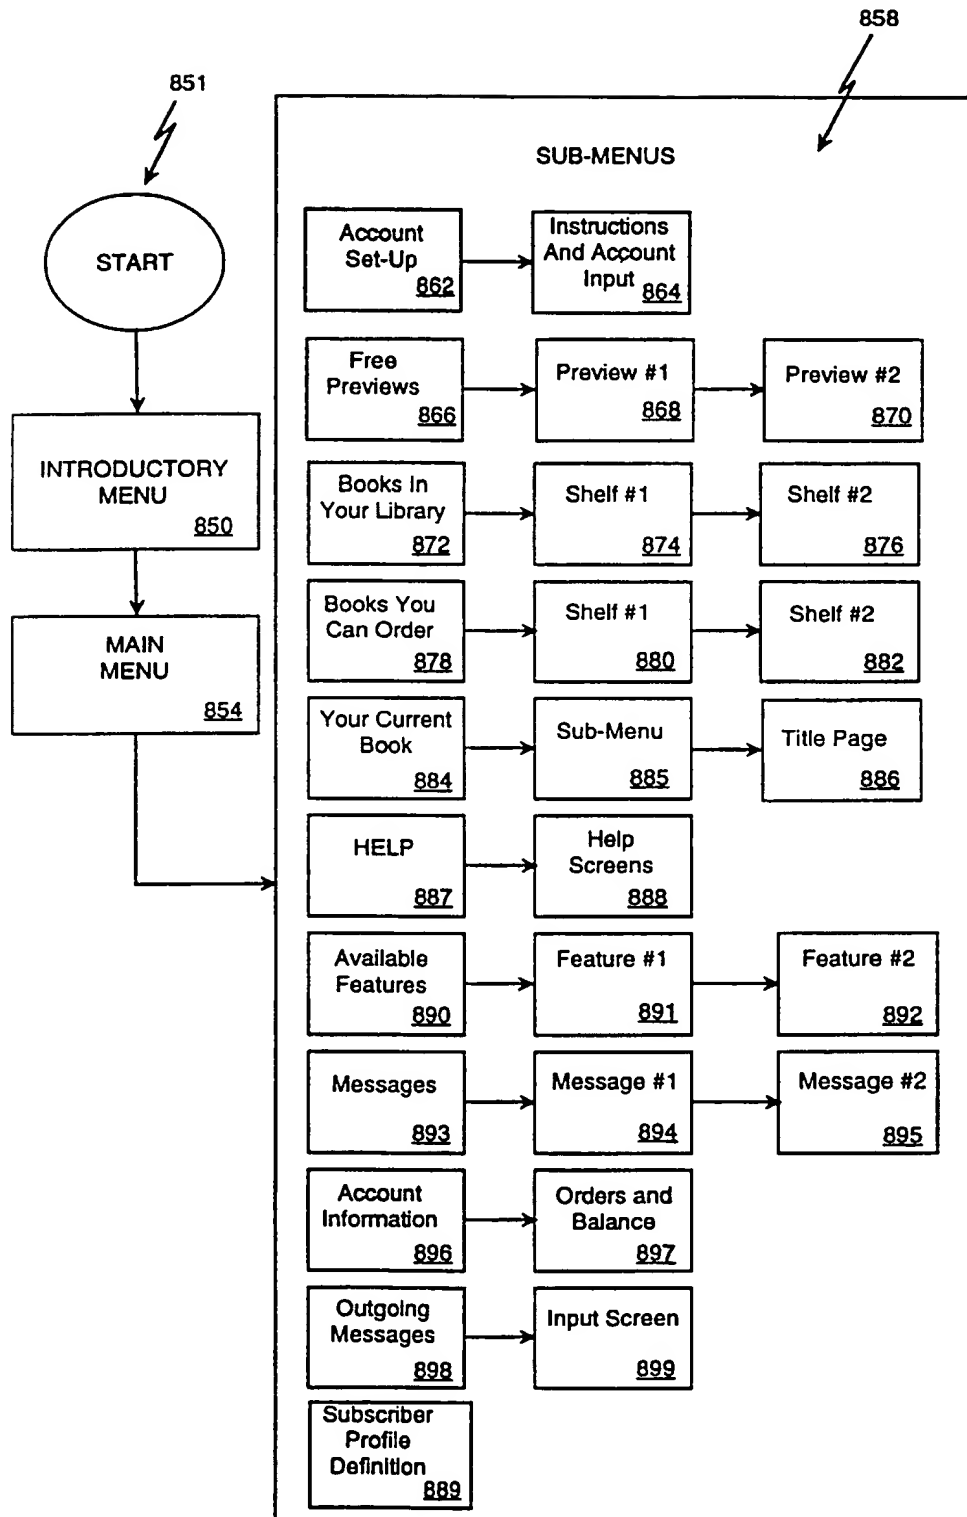 858
851
SUB-MENUS
START
INTRODUCTORY
MENU
850
MAIN
MENU
854
Account
Set-Up
862
Instructions
And Account
Input
864
Free
Previews
866
Preview #1
868
Preview #2
870
Books In
Your Library
872
Shelf #1
874
Shelf #2
876
Books You
Can Order
878
Shelf #1
880
Shelf #2
882
Your Current
Book
884
Sub-Menu
885
Title Page
886
HELP
887
Help
Screens
888
Available
Features
890
Feature #1
891
Feature #2
892
Messages
893
Message #1
894
Message #2
895
Account
Information
896
Orders and
Balance
897
Outgoing
Messages
898
Input Screen
899
Subscriber
Profile
Definition
889